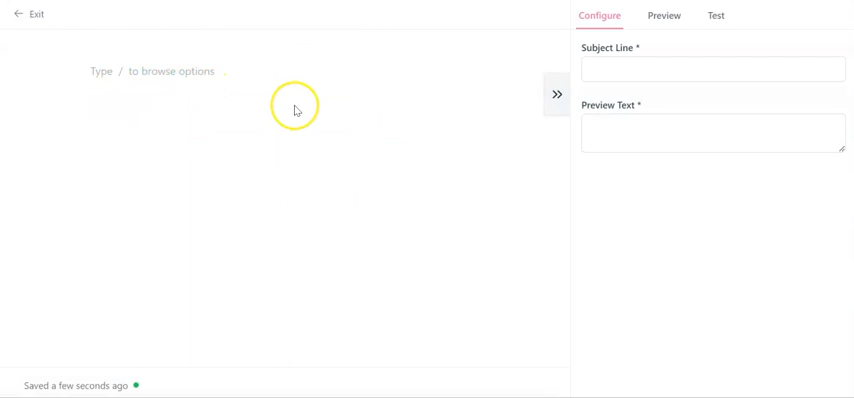 Exit
Configure Preview Test
Subject Line *
Type / to browse options
Preview Text *
Saved a few seconds ago